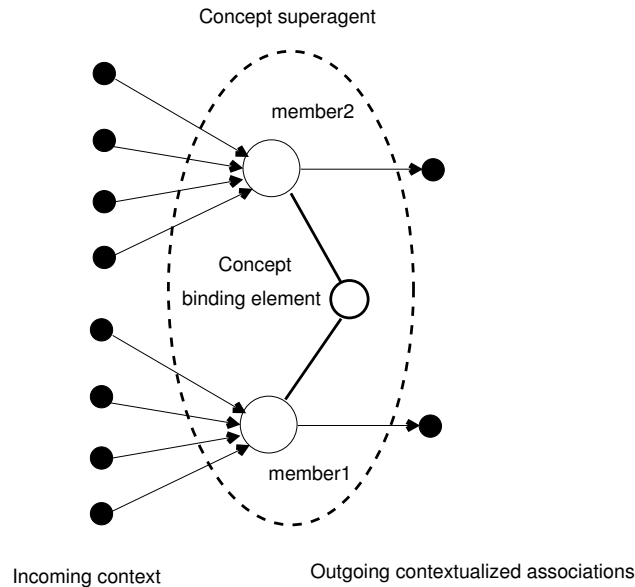 Concept superagent
member2
Concept
binding element
member1
Incoming context
Outgoing contextualized associations